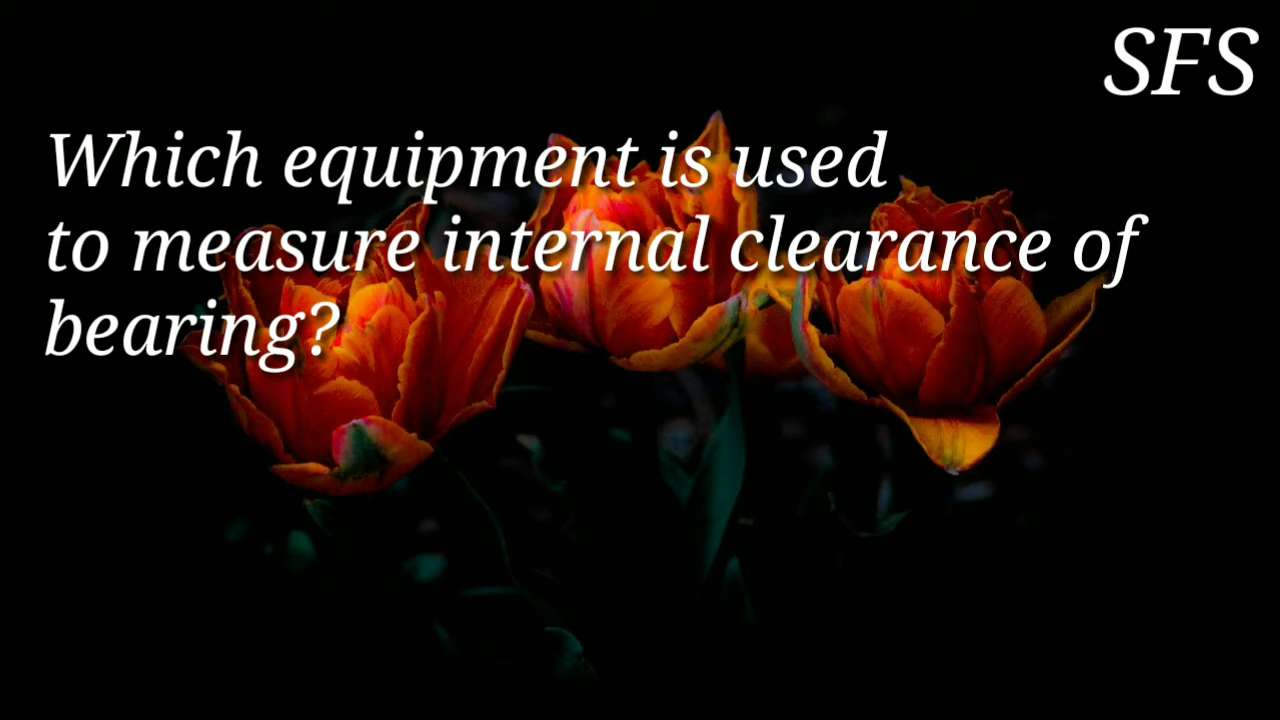 SFS
Which equipment is used
to measure internal clearance of
bearing?